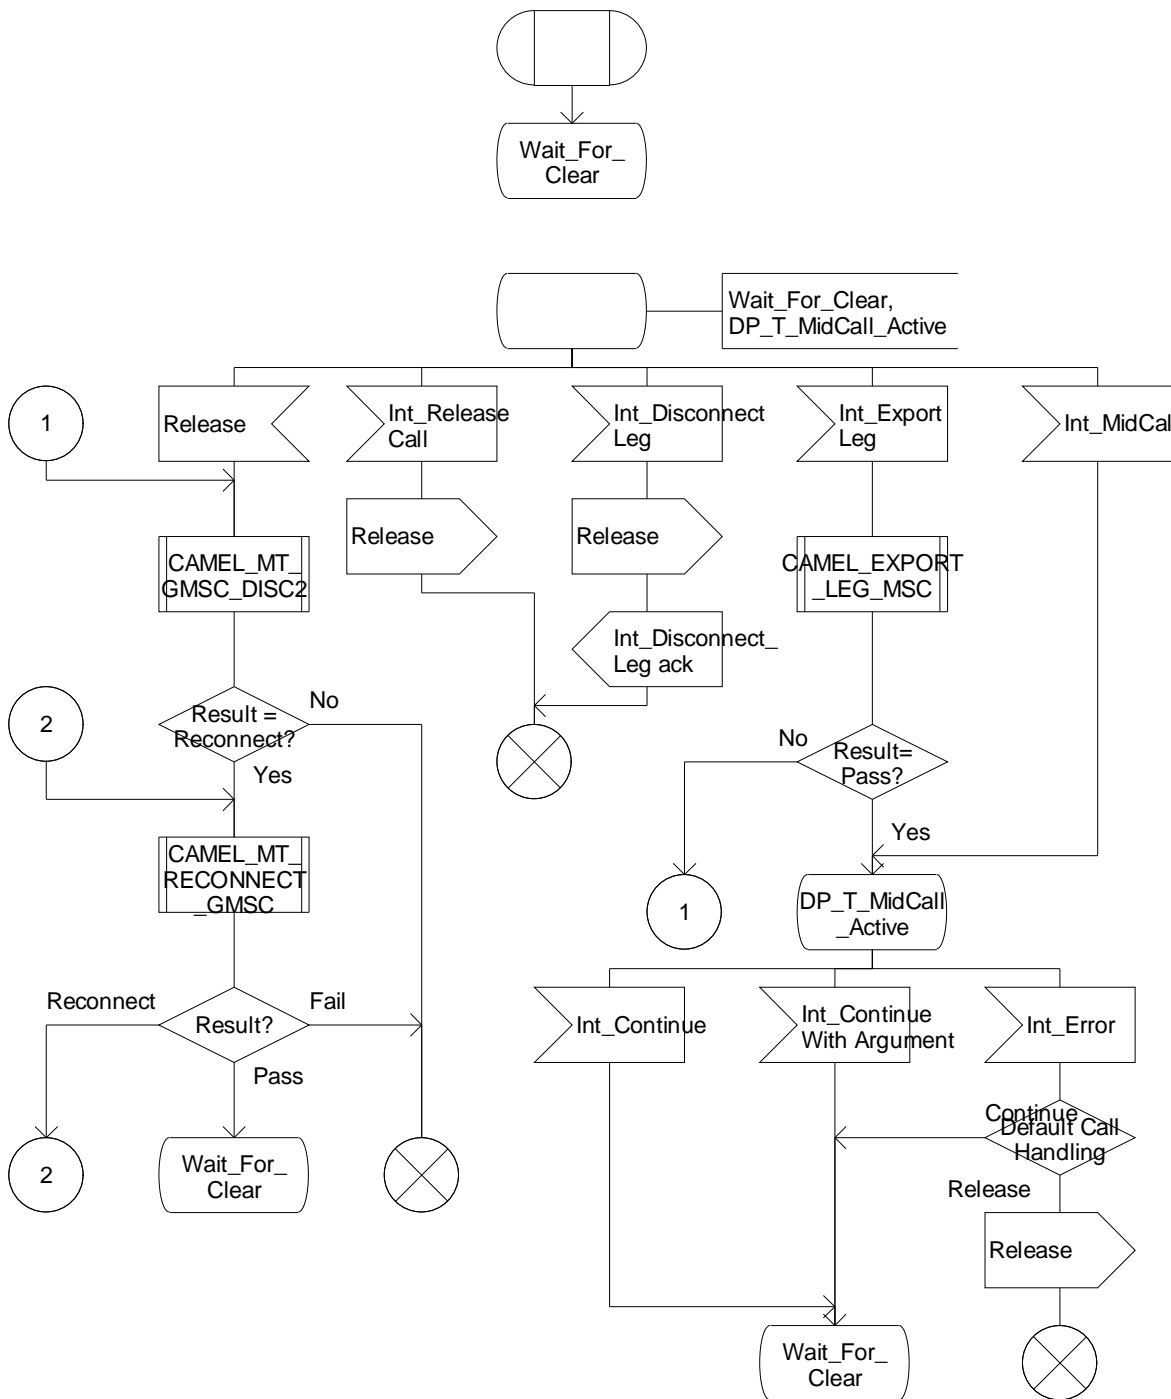 Wait_For_
Clear
Wait_For_Clear,
DP_T_MidCall_Active
1
Release
Int_Release
Call
Int_Disconnect
Leg
Int_Export
Leg
Int_MidCall
Release
Release
CAMEL_MT_
GMSC_DISC2
CAMEL_EXPORT
_LEG_MSC
Int_Disconnect_
Leg ack
2
Result =
Reconnect?
No
Yes
No
Result=
Pass?
Yes
CAMEL_MT_
RECONNECT
_GMSC
1
DP_T_MidCall
_Active
Reconnect
Result?
Fail
Pass
Int_Continue
Int_Continue
With Argument
Int_Error
Continue
Default Call
Handling
2
Wait_For_
Clear
Release
Release
Wait_For_
Clear